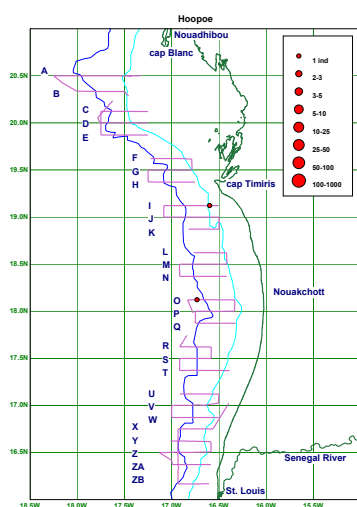 Hoopoe
Nouadhibou
cap Blanc
1 ind
2-3
3-5
5-10
10-25
25-50
50-100
100-1000
20.5N
A
B
C
20.0N
D
E
F
19.5N
G
H
cap Timiris
I
19.0N
J
K
L
18.5N
M
N
Nouakchott
O
18.0N
P
Q
R
17.5N
S
T
U
17.0N
V
W
X
Y
16.5N
Z
Senegal River
ZA
ZB
St. Louis
18.5W
18.0W
17.5W
17.0W
16.5W
16.0W
15.5W